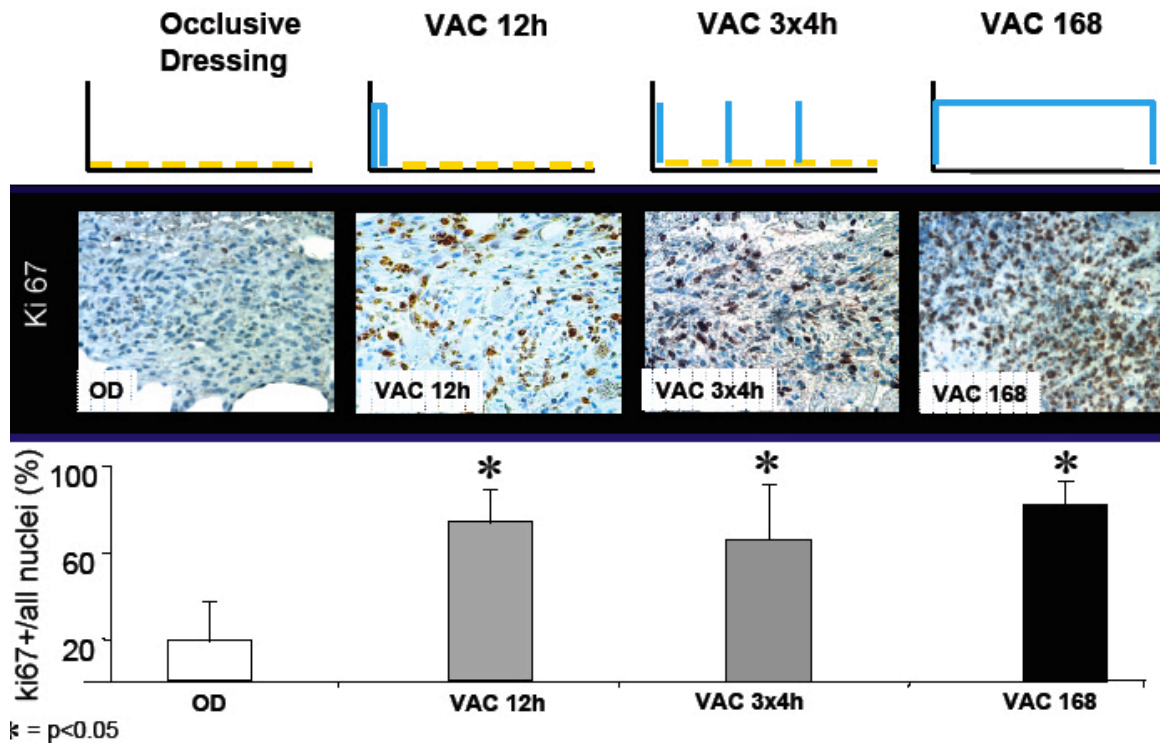 Occlusive
Dressing
VAC 12h
VAC 3x4h
VAC 168
Ki 67
OD
VAC 12h
VAC 3x4h
VAC 168
ki67+/all nuclei (%)
100
60
20
OD
VAC 12h
VAC 3x4h
VAC 168
* * *
* = p<0.05